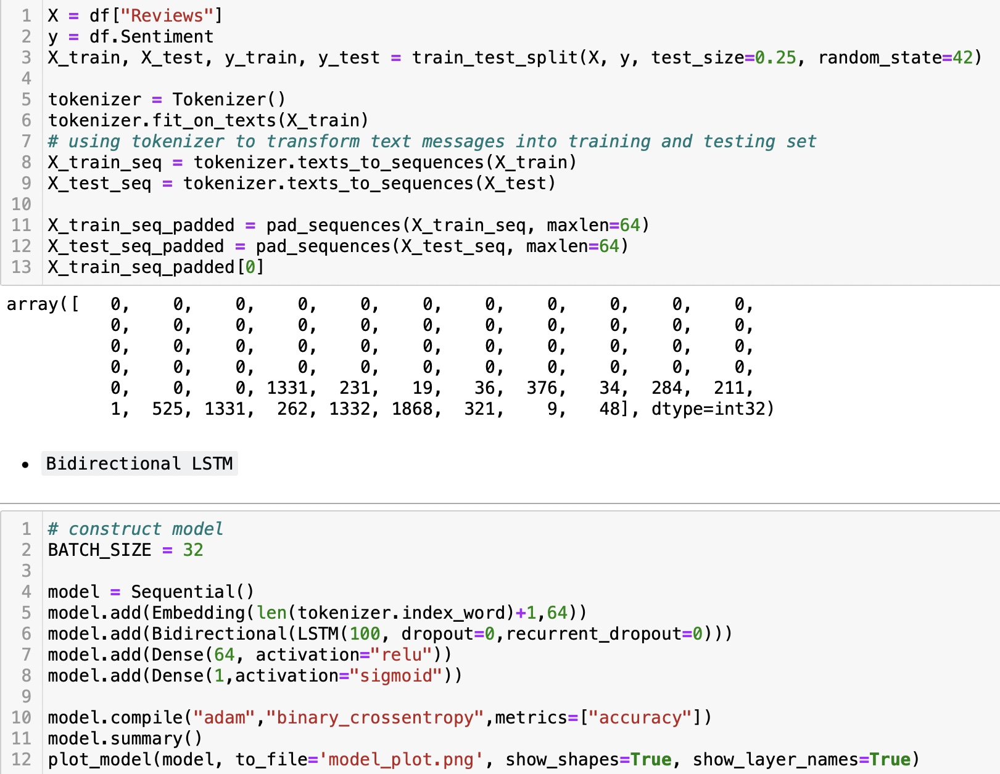 1 X = df["Reviews"]
2 y = df.Sentiment
3 X_train, X_test, y_train, y_test = train_test_split(X, y, test_size=0.25, random_state=42)
4
5 tokenizer = Tokenizer()
6 tokenizer.fit_on_texts(X_train)
7 # using tokenizer to transform text messages into training and testing set
8 X_train_seq = tokenizer.texts_to_sequences(X_train)
9 X_test_seq = tokenizer.texts_to_sequences(X_test)
10
11 X_train_seq_padded = pad_sequences(X_train_seq, maxlen=64)
12 X_test_seq_padded = pad_sequences(X_test_seq, maxlen=64)
13 X_train_seq_padded[0]
array([ 0, 0, 0, 0, 0, 0, 0, 0, 0, 0, 0,
0, 0, 0, 0, 0, 0, 0, 0, 0, 0, 0,
0, 0, 0, 0, 0, 0, 0, 0, 0, 0, 0,
0, 0, 0, 0, 0, 0, 0, 0, 0, 0, 0,
0, 0, 0, 1331, 231, 19, 36, 376, 34, 284, 211,
1, 525, 1331, 262, 1332, 1868, 321, 9, 48], dtype=int32)
• Bidirectional LSTM
1 # construct model
2 BATCH_SIZE = 32
3
4 model = Sequential()
5 model.add(Embedding(len(tokenizer.index_word)+1,64))
6 model.add(Bidirectional(LSTM(100, dropout=0,recurrent_dropout=0)))
7 model.add(Dense(64, activation="relu"))
8 model.add(Dense(1,activation="sigmoid"))
9
10 model.compile("adam","binary_crossentropy",metrics=["accuracy"])
11 model.summary()
12 plot_model(model, to_file='model_plot.png', show_shapes=True, show_layer_names=True)